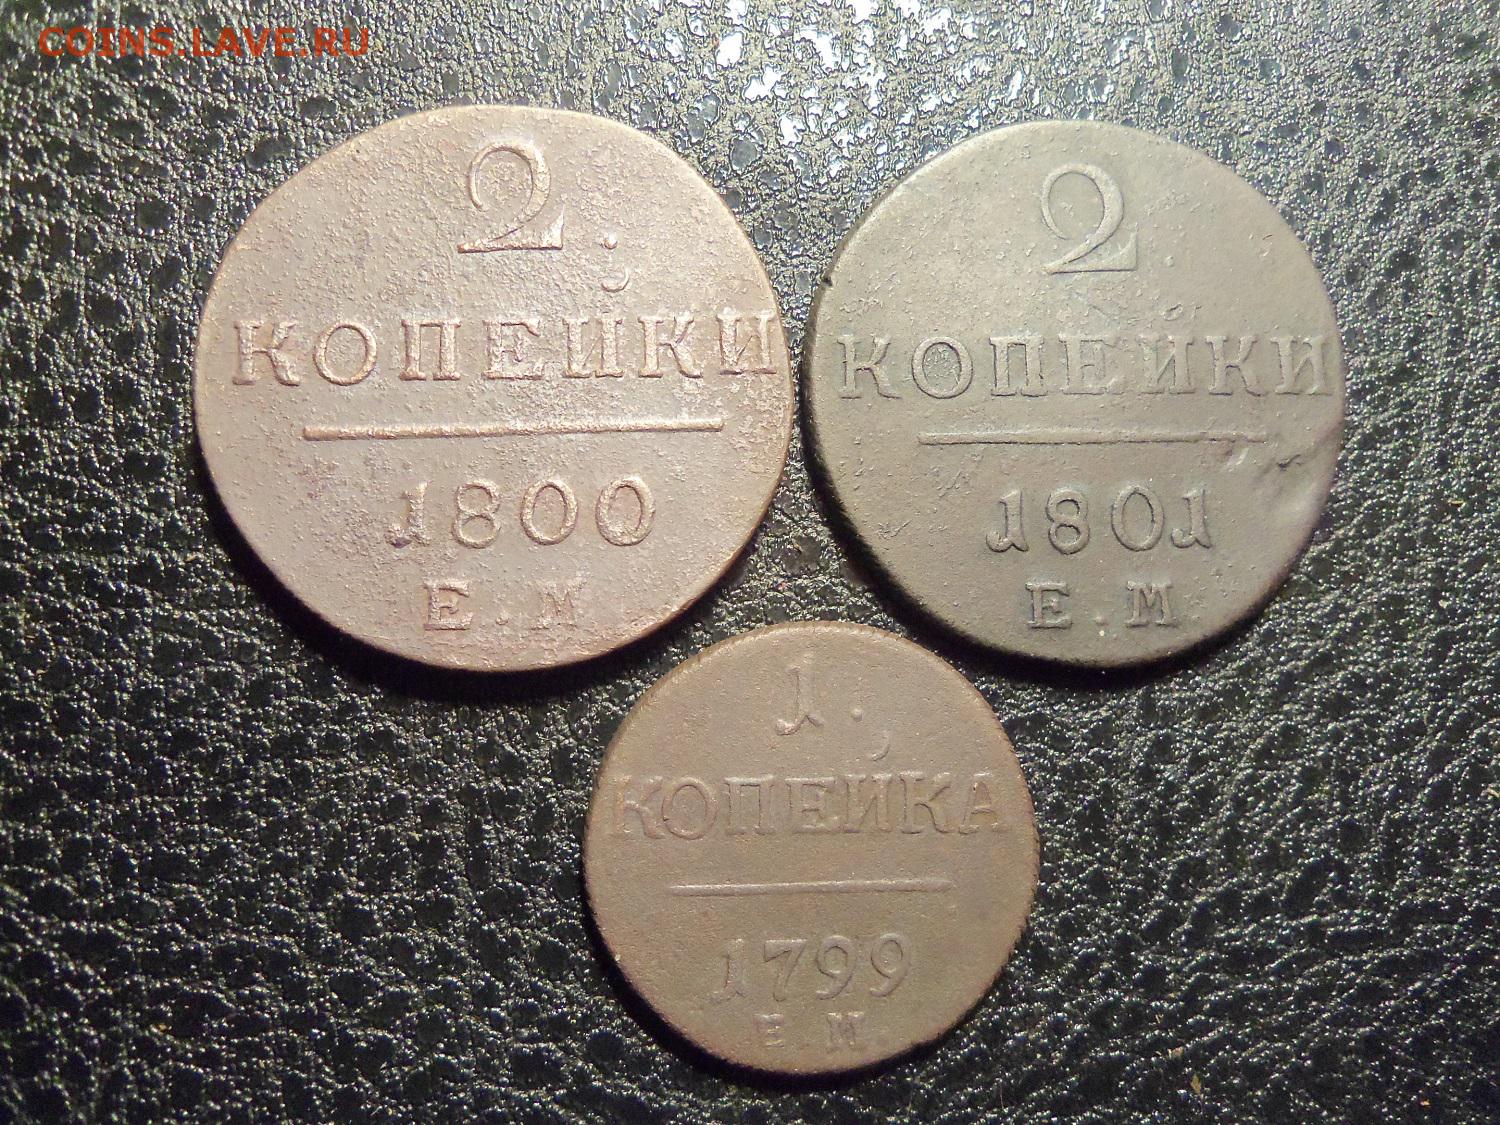 COINS.LAVE.RU
2.
КОПЕЙКИ
1800
Е.М
2.
КОПЕЙКИ
1801
Е.М
1.
КОПЕЙКА
1799
Е.М.